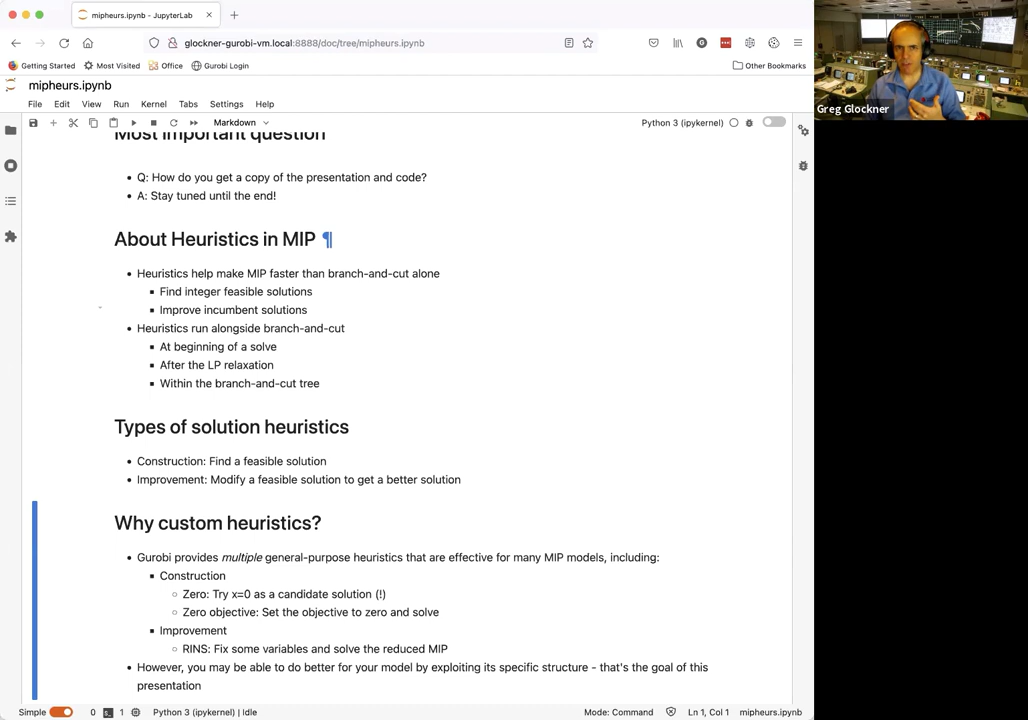 mipheurs.ipynb - JupyterLab
glockner-gurobi-vm.local:8888/doc/tree/mipheurs.ipynb
Getting Started Most Visited Office Gurobi Login Other Bookmarks
mipheurs.ipynb
File Edit View Run Kernel Tabs Settings Help
Markdown Python 3 (ipykernel)
Most important question
Q: How do you get a copy of the presentation and code?
A: Stay tuned until the end!
About Heuristics in MIP ¶
Heuristics help make MIP faster than branch-and-cut alone
Find integer feasible solutions
Improve incumbent solutions
Heuristics run alongside branch-and-cut
At beginning of a solve
After the LP relaxation
Within the branch-and-cut tree
Types of solution heuristics
Construction: Find a feasible solution
Improvement: Modify a feasible solution to get a better solution
Why custom heuristics?
Gurobi provides multiple general-purpose heuristics that are effective for many MIP models, including:
Construction
Zero: Try x=0 as a candidate solution (!)
Zero objective: Set the objective to zero and solve
Improvement
RINS: Fix some variables and solve the reduced MIP
However, you may be able to do better for your model by exploiting its specific structure - that's the goal of this
presentation
Simple 0 1 Python 3 (ipykernel) | Idle Mode: Command Ln 1, Col 1 mipheurs.ipynb
Greg Glockner